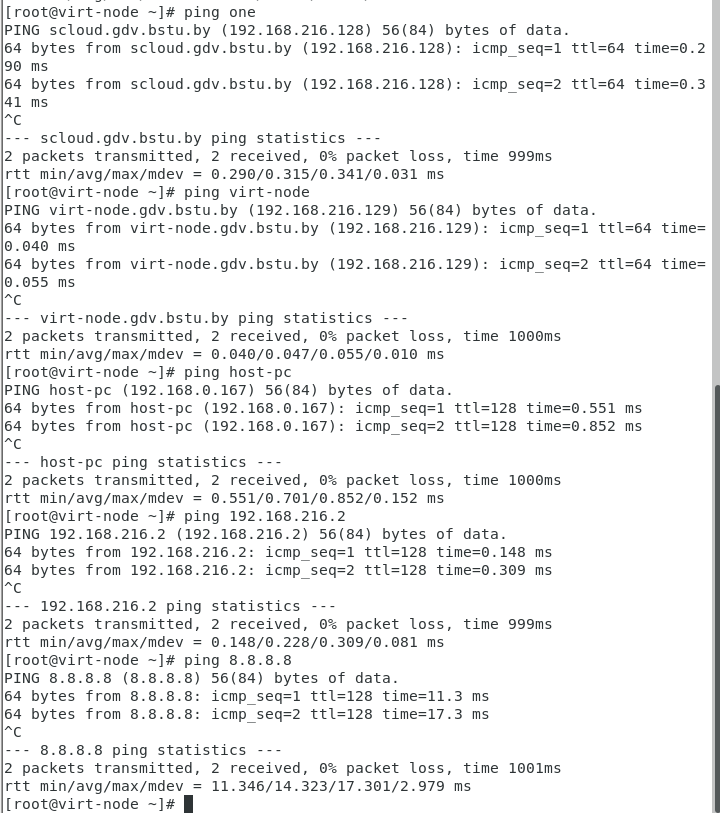 [root@virt-node ~]# ping one
PING scloud.gdv.bstu.by (192.168.216.128) 56(84) bytes of data.
64 bytes from scloud.gdv.bstu.by (192.168.216.128): icmp_seq=1 ttl=64 time=0.2
90 ms
64 bytes from scloud.gdv.bstu.by (192.168.216.128): icmp_seq=2 ttl=64 time=0.3
41 ms
^C
--- scloud.gdv.bstu.by ping statistics ---
2 packets transmitted, 2 received, 0% packet loss, time 999ms
rtt min/avg/max/mdev = 0.290/0.315/0.341/0.031 ms
[root@virt-node ~]# ping virt-node
PING virt-node.gdv.bstu.by (192.168.216.129) 56(84) bytes of data.
64 bytes from virt-node.gdv.bstu.by (192.168.216.129): icmp_seq=1 ttl=64 time=
0.040 ms
64 bytes from virt-node.gdv.bstu.by (192.168.216.129): icmp_seq=2 ttl=64 time=
0.055 ms
^C
--- virt-node.gdv.bstu.by ping statistics ---
2 packets transmitted, 2 received, 0% packet loss, time 1000ms
rtt min/avg/max/mdev = 0.040/0.047/0.055/0.010 ms
[root@virt-node ~]# ping host-pc
PING host-pc (192.168.0.167) 56(84) bytes of data.
64 bytes from host-pc (192.168.0.167): icmp_seq=1 ttl=128 time=0.551 ms
64 bytes from host-pc (192.168.0.167): icmp_seq=2 ttl=128 time=0.852 ms
^C
--- host-pc ping statistics ---
2 packets transmitted, 2 received, 0% packet loss, time 1000ms
rtt min/avg/max/mdev = 0.551/0.701/0.852/0.152 ms
[root@virt-node ~]# ping 192.168.216.2
PING 192.168.216.2 (192.168.216.2) 56(84) bytes of data.
64 bytes from 192.168.216.2: icmp_seq=1 ttl=128 time=0.148 ms
64 bytes from 192.168.216.2: icmp_seq=2 ttl=128 time=0.309 ms
^C
--- 192.168.216.2 ping statistics ---
2 packets transmitted, 2 received, 0% packet loss, time 999ms
rtt min/avg/max/mdev = 0.148/0.228/0.309/0.081 ms
[root@virt-node ~]# ping 8.8.8.8
PING 8.8.8.8 (8.8.8.8) 56(84) bytes of data.
64 bytes from 8.8.8.8: icmp_seq=1 ttl=128 time=11.3 ms
64 bytes from 8.8.8.8: icmp_seq=2 ttl=128 time=17.3 ms
^C
--- 8.8.8.8 ping statistics ---
2 packets transmitted, 2 received, 0% packet loss, time 1001ms
rtt min/avg/max/mdev = 11.346/14.323/17.301/2.979 ms
[root@virt-node ~]#